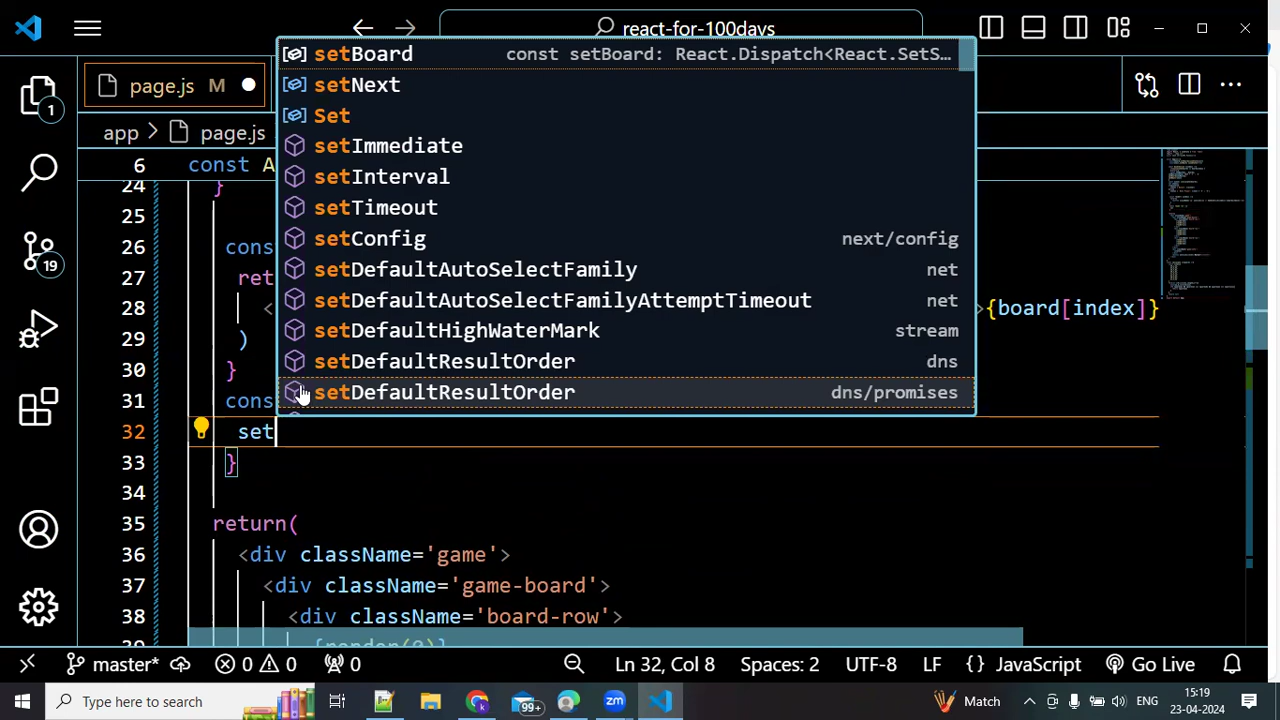 react-for-100days
page.js M
app > page.js
6 const A
24 }
25
26 cons
27 ret
28 < >{board[index]}
29 )
30 }
31 cons
32 set
33 }
34
35 return(
36 <div className='game'>
37 <div className='game-board'>
38 <div className='board-row'>
39 {render(0)}
setBoard const setBoard: React.Dispatch<React.SetS…
setNext
Set
setImmediate
setInterval
setTimeout
setConfig next/config
setDefaultAutoSelectFamily net
setDefaultAutoSelectFamilyAttemptTimeout net
setDefaultHighWaterMark stream
setDefaultResultOrder dns
setDefaultResultOrder dns/promises
1
19
master* 0 0 0 Ln 32, Col 8 Spaces: 2 UTF-8 LF {} JavaScript Go Live
Type here to search 99+ Match ENG 15:19
23-04-2024